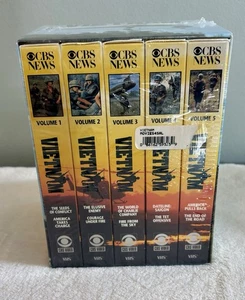 CBS
NEWS
VOLUME 1
VIETNAM
THE SEEDS
OF CONFLICT
AMERICA
TAKES
CHARGE
VHS
CBS
NEWS
VOLUME 2
VIETNAM
THE ELUSIVE
ENEMY
COURAGE
UNDER FIRE
VHS
CBS
NEWS
VOLUME 3
VIETNAM
THE WORLD
OF CHARLIE
COMPANY
FIRE FROM
THE SKY
VHS
CBS
NEWS
VIETNAM
DATELINE:
SAIGON
THE TET
OFFENSIVE
VHS
CBS
NEWS
VOLUME 5
VIETNAM
AMERICA
PULLS BACK
THE END OF
THE ROAD
VHS
VIETNAM